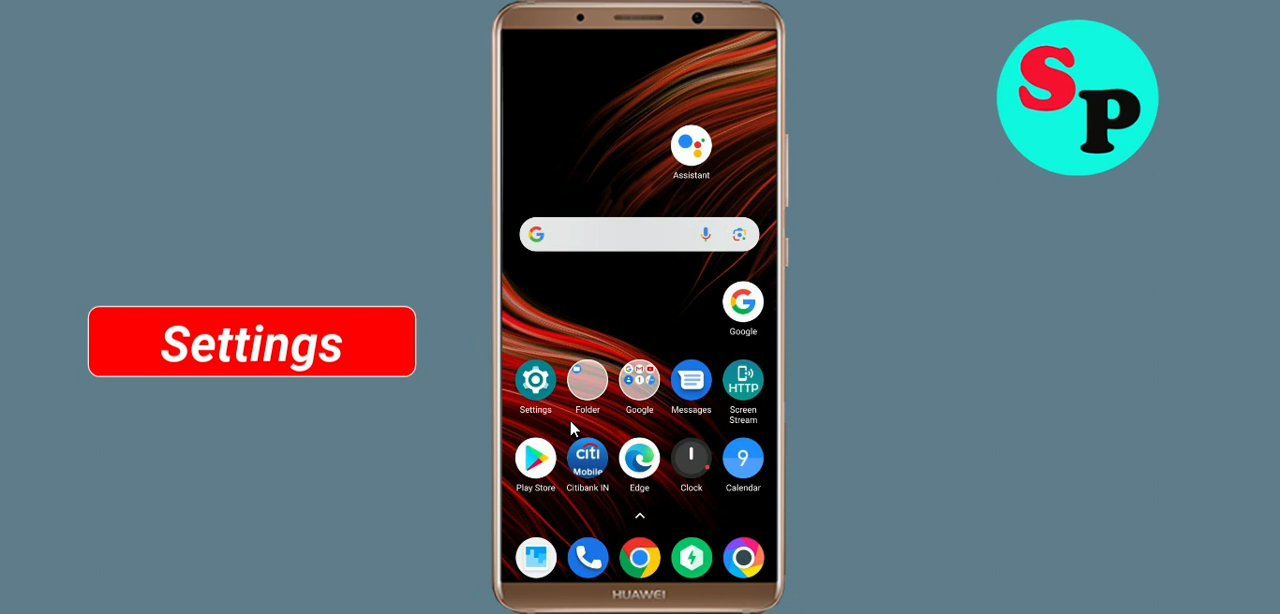 SP
Assistant
Google
Settings
Settings
Folder
Google
Messages
HTTP
Screen
Stream
citi
Mobile
9
Play Store
Citibank IN
Edge
Clock
Calendar
HUAWEI